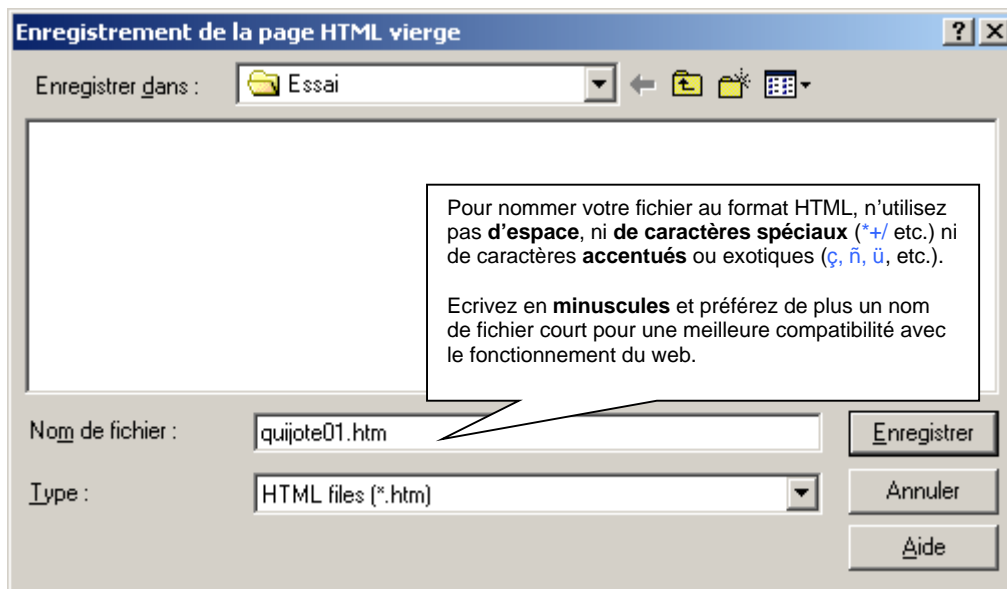 Enregistrement de la page HTML vierge
Enregistrer dans :
Essai
Pour nommer votre fichier au format HTML, n’utilisez
pas d’espace, ni de caractères spéciaux (*+/ etc.) ni
de caractères accentués ou exotiques (ç, ñ, ü, etc.).
Ecrivez en minuscules et préférez de plus un nom
de fichier court pour une meilleure compatibilité avec
le fonctionnement du web.
Nom de fichier :
quijote01.htm
Enregistrer
Type :
HTML files (*.htm)
Annuler
Aide